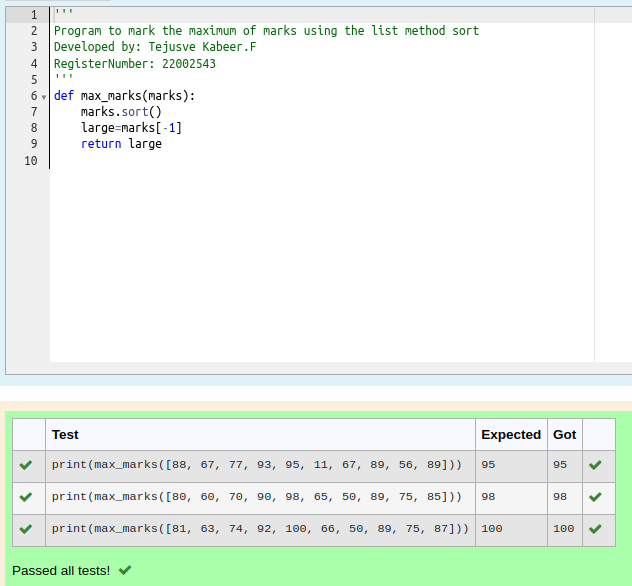 1 '''
2 Program to mark the maximum of marks using the list method sort
3 Developed by: Tejusve Kabeer.F
4 RegisterNumber: 22002543
5 '''
6 def max_marks(marks):
7     marks.sort()
8     large=marks[-1]
9     return large
10
Test Expected Got
print(max_marks([88, 67, 77, 93, 95, 11, 67, 89, 56, 89])) 95 95
print(max_marks([80, 60, 70, 90, 98, 65, 50, 89, 75, 85])) 98 98
print(max_marks([81, 63, 74, 92, 100, 66, 50, 89, 75, 87])) 100 100
Passed all tests!